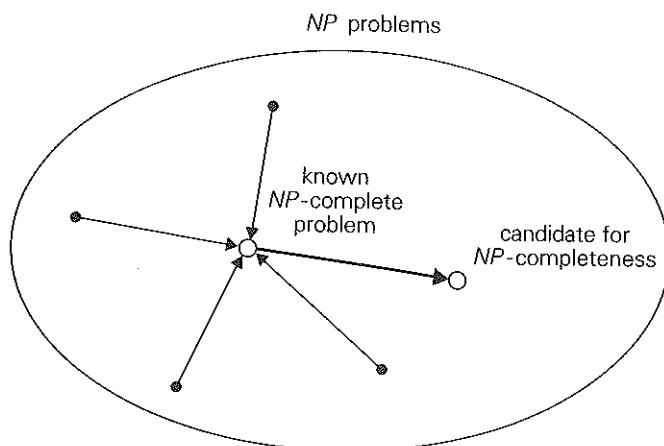 NP problems
known
NP-complete
problem
candidate for
NP-completeness